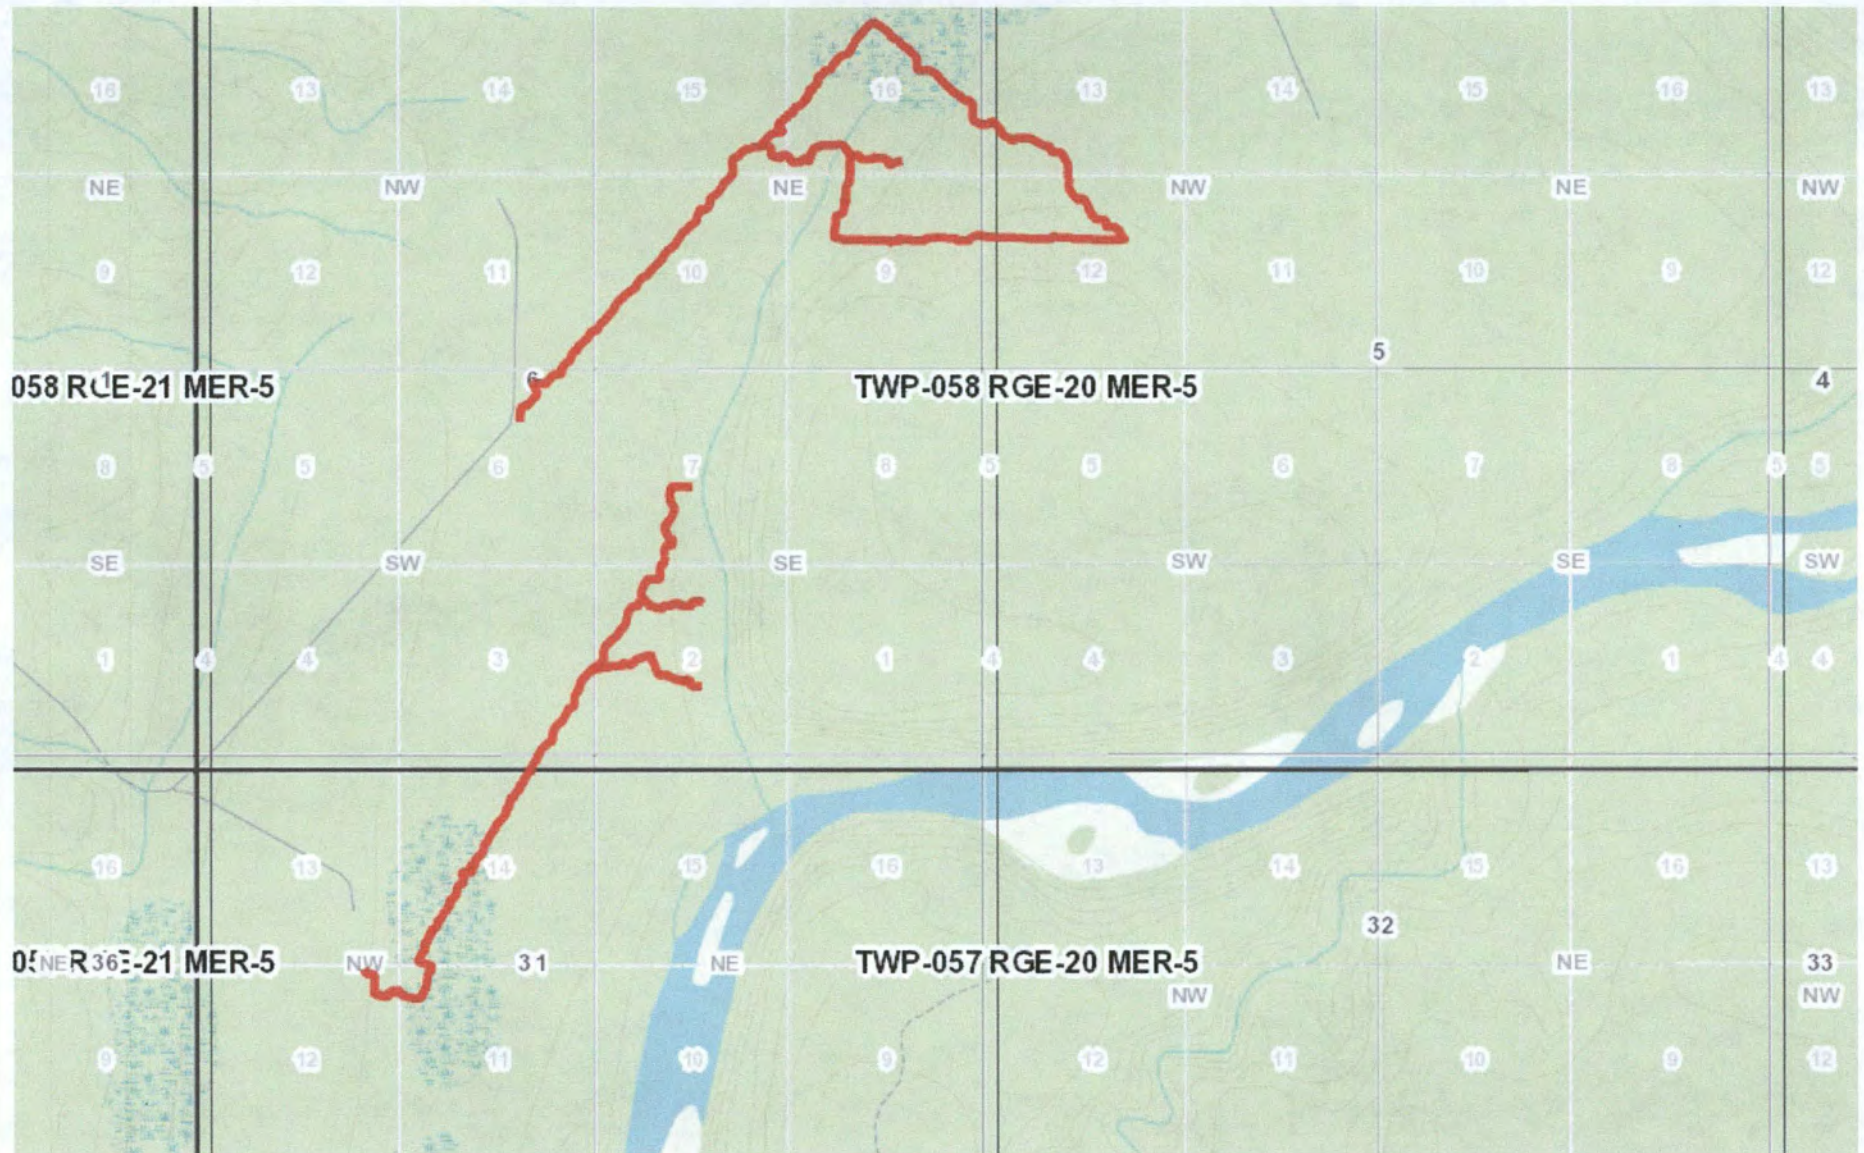 16 13 14 15 16 13 14 15 16 13
NE NW NE NW NE NW
9 12 11 10 9 12 11 10 9 12
5
6
4
058 RGE-21 MER-5 TWP-058 RGE-20 MER-5
1
8 5 5 6 7 8 5 5 6 7 8 5 5
SE SW SE SW SE SW
1 4 4 3 2 1 4 4 3 2 1 4 4
16 13 14 15 16 13 14 15 16 13
32
NE 36 -21 MER-5 NW 31 NE TWP-057 RGE-20 MER-5 NE 33
NW NW
9 12 11 10 9 12 11 10 9 12